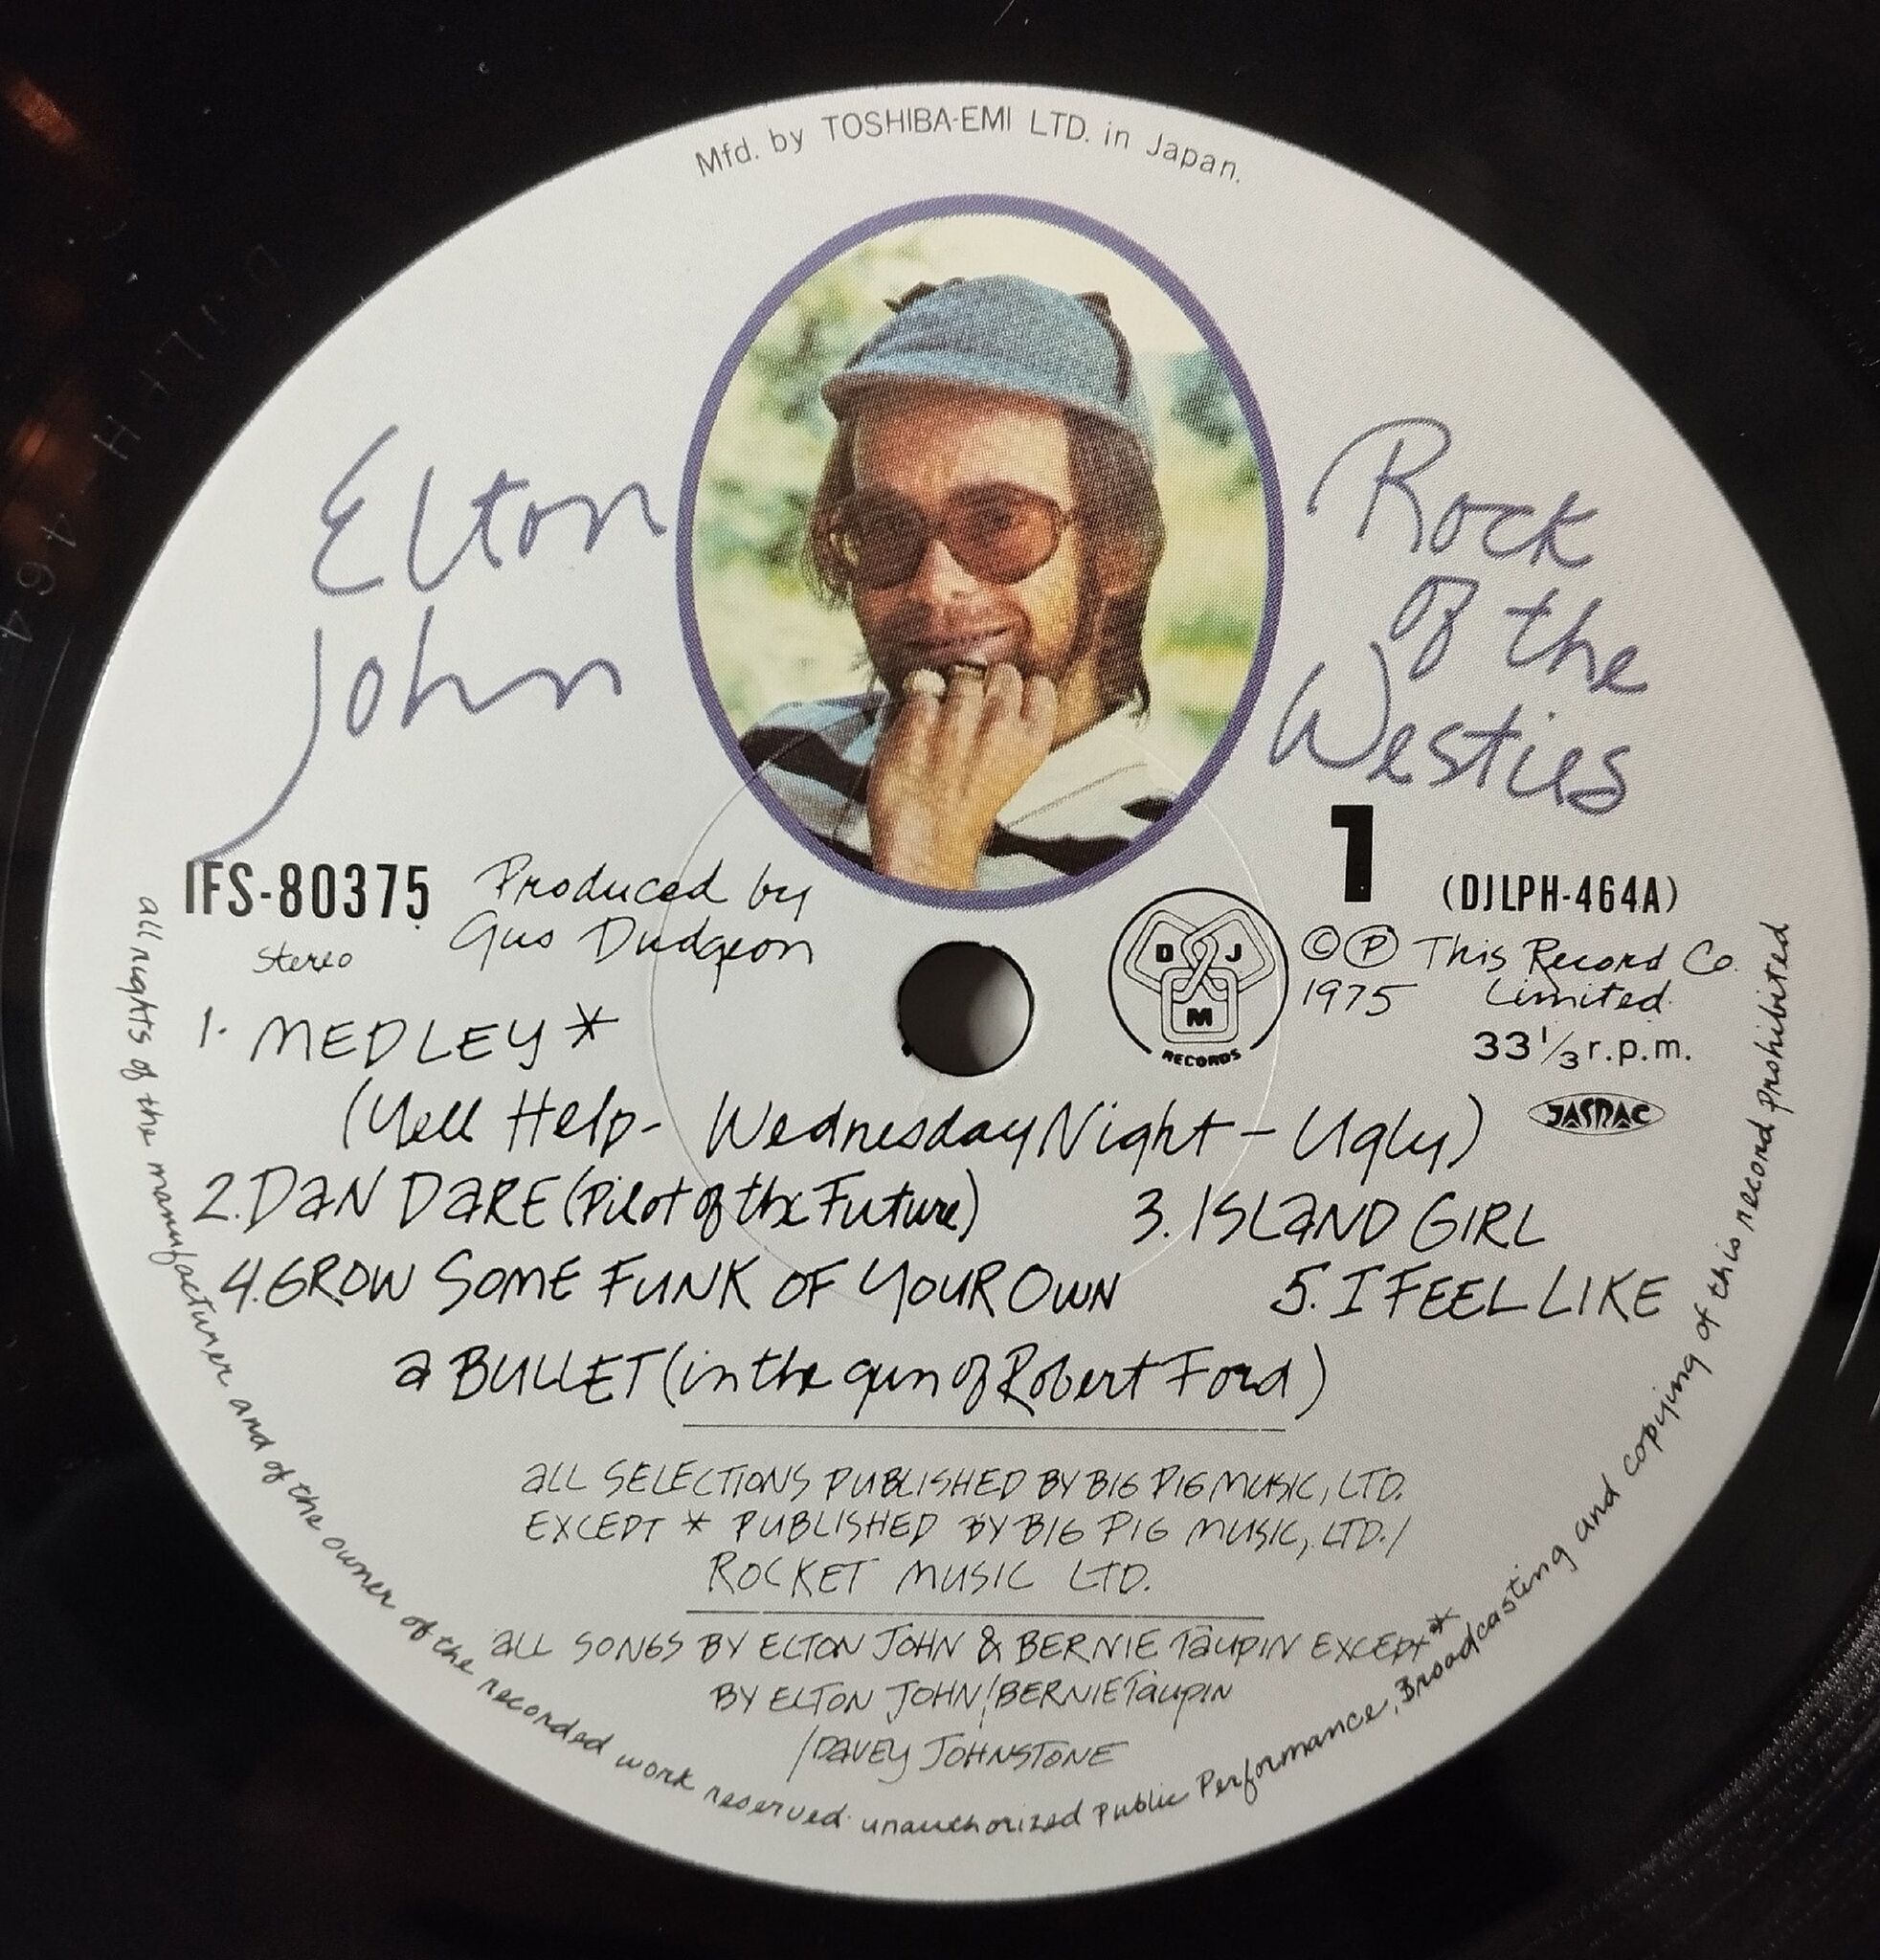 Mfd. by TOSHIBA-EMI LTD. in Japan.
Elton
John
Rock
of the
Westies
IFS-80375
Stereo
Produced by
Gus Dudgeon
1
(DJLPH-464A)
D J
M
RECORDS
©Ⓟ This Record Co.
1975 Limited
33 1/3 r.p.m.
JASRAC
1. MEDLEY *
(Yell Help- Wednesday Night - Ugly)
2. DaN DaRE (Pilot of the Future) 3. ISLaND GIRL
4. GROW SOME FUNK OF YOUR OWN 5. I FEEL LIKE
a BULLET (in the gun of Robert Ford)
aLL SELECTIONS PUBLISHED BY BIG PIG MUSIC, LTD.
EXCEPT * PUBLISHED BY BIG PIG MUSIC, LTD./
ROCKET MUSIC LTD.
aLL SONGS BY ELTON JOHN & BERNIE TaUPIN EXCEPT *
BY ELTON JOHN/BERNIE TaUPIN
/DaVEY JOHNSTONE
all rights of the manufacturer and of the owner of the recorded work reserved. unauthorized public Performance, Broadcasting and copying of this record prohibited
DJLPH 464